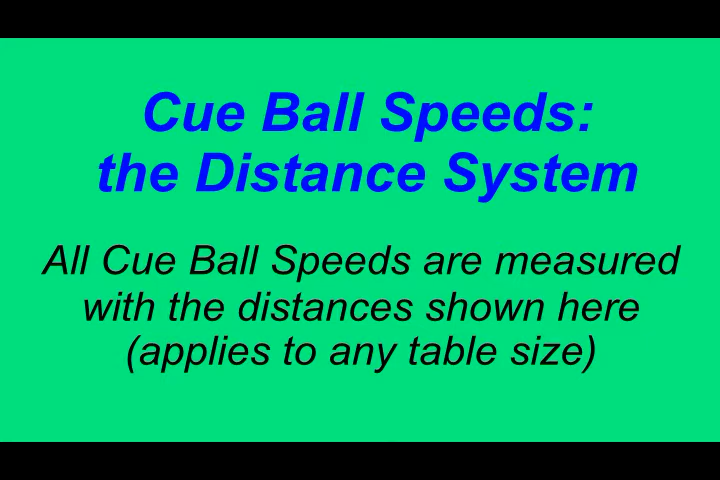 Cue Ball Speeds:
the Distance System
All Cue Ball Speeds are measured
with the distances shown here
(applies to any table size)